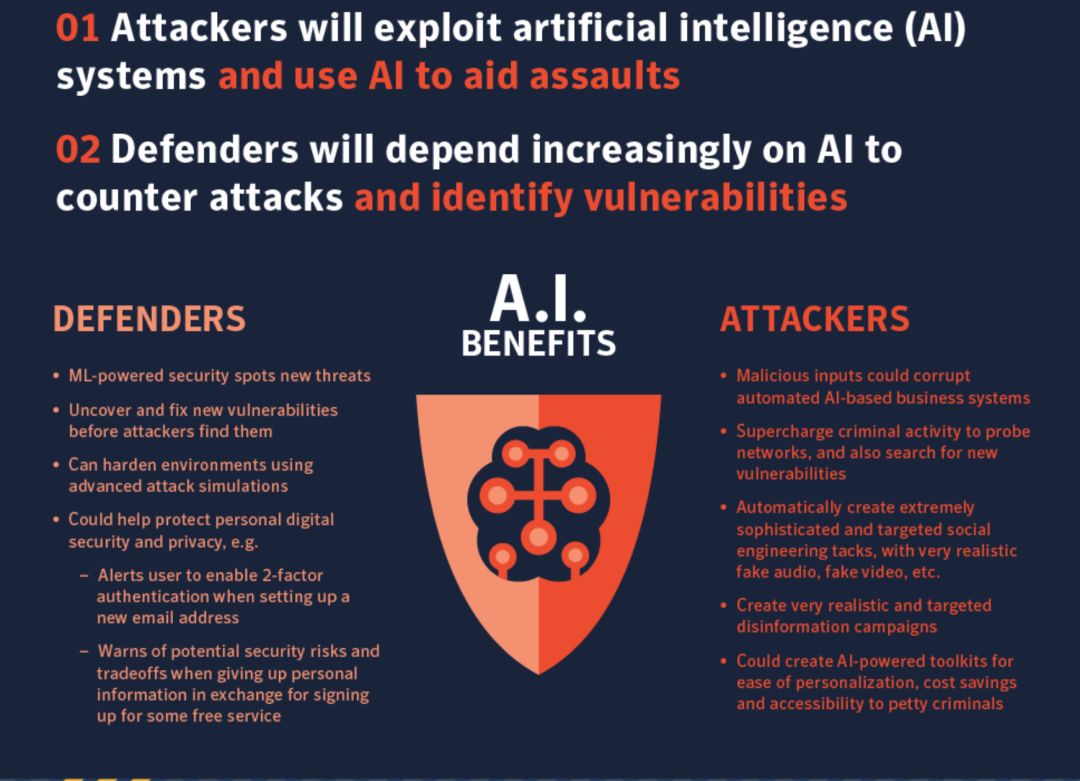 01 Attackers will exploit artificial intelligence (AI)
systems and use AI to aid assaults
02 Defenders will depend increasingly on AI to
counter attacks and identify vulnerabilities
A.I.
BENEFITS
DEFENDERS
• ML-powered security spots new threats
• Uncover and fix new vulnerabilities
before attackers find them
• Can harden environments using
advanced attack simulations
• Could help protect personal digital
security and privacy, e.g.
– Alerts user to enable 2-factor
authentication when setting up a
new email address
– Warns of potential security risks and
tradeoffs when giving up personal
information in exchange for signing
up for some free service
ATTACKERS
• Malicious inputs could corrupt
automated AI-based business systems
• Supercharge criminal activity to probe
networks, and also search for new
vulnerabilities
• Automatically create extremely
sophisticated and targeted social
engineering tacks, with very realistic
fake audio, fake video, etc.
• Create very realistic and targeted
disinformation campaigns
• Could create AI-powered toolkits for
ease of personalization, cost savings
and accessibility to petty criminals